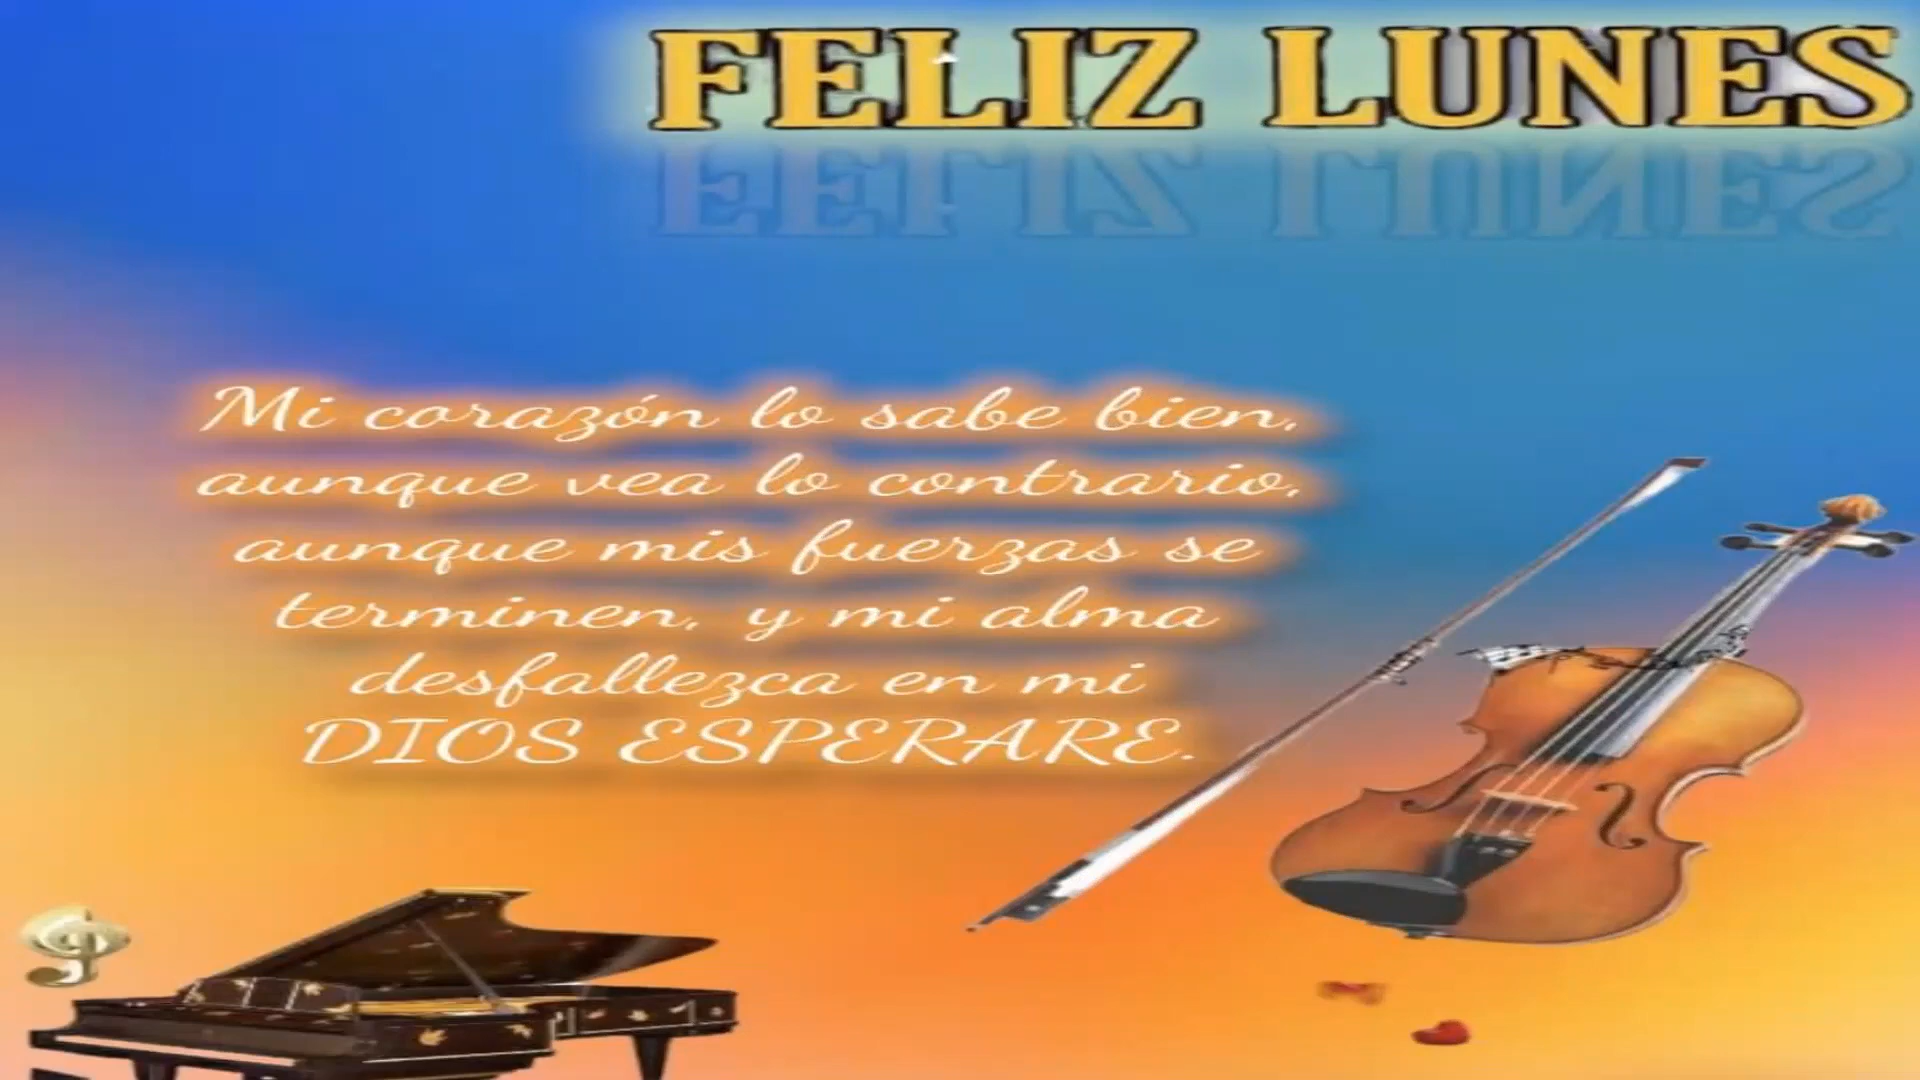 FELIZ LUNES
Mi corazón lo sabe bien,
aunque vea lo contrario,
aunque mis fuerzas se
terminen, y mi alma
desfallezca en mi
DIOS ESPERARE.